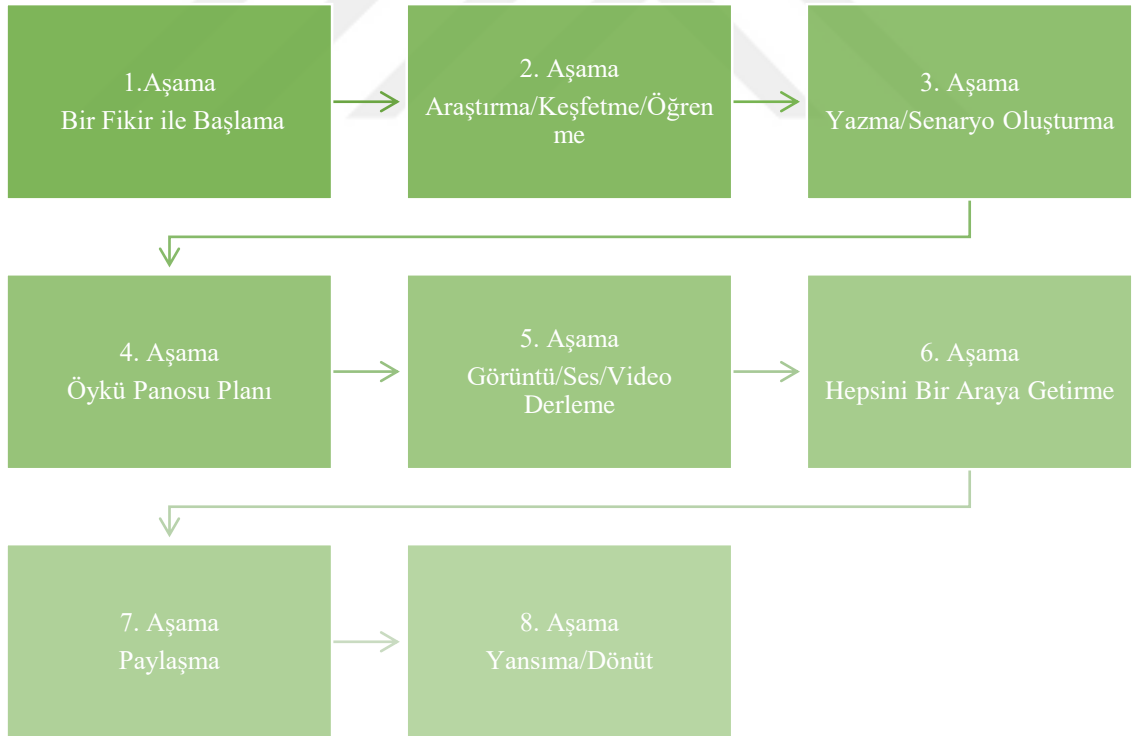 1.Aşama
Bir Fikir ile Başlama
2. Aşama
Araştırma/Keşfetme/Öğren
me
3. Aşama
Yazma/Senaryo Oluşturma
4. Aşama
Öykü Panosu Planı
5. Aşama
Görüntü/Ses/Video
Derleme
6. Aşama
Hepsini Bir Araya Getirme
7. Aşama
Paylaşma
8. Aşama
Yansıma/Dönüt